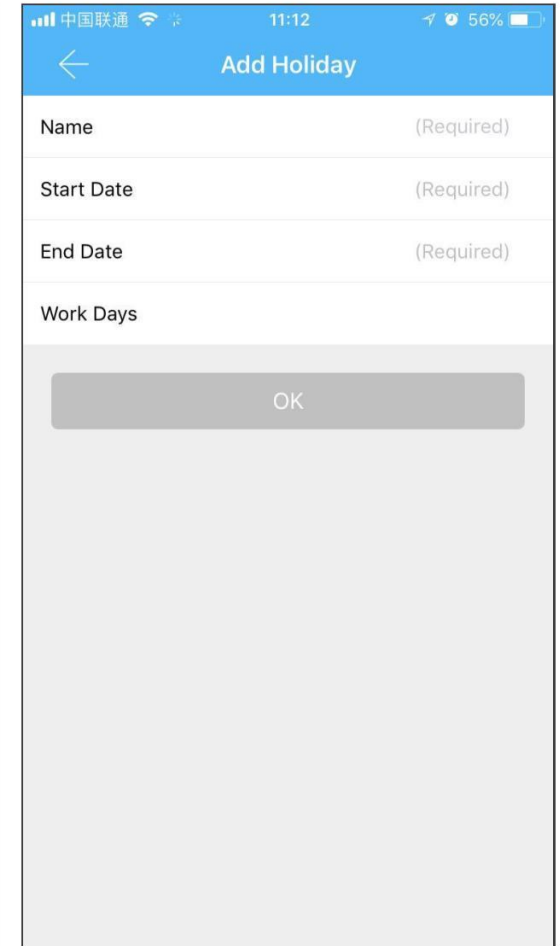 中国联通 11:12 56%
Add Holiday
Name (Required)
Start Date (Required)
End Date (Required)
Work Days
OK